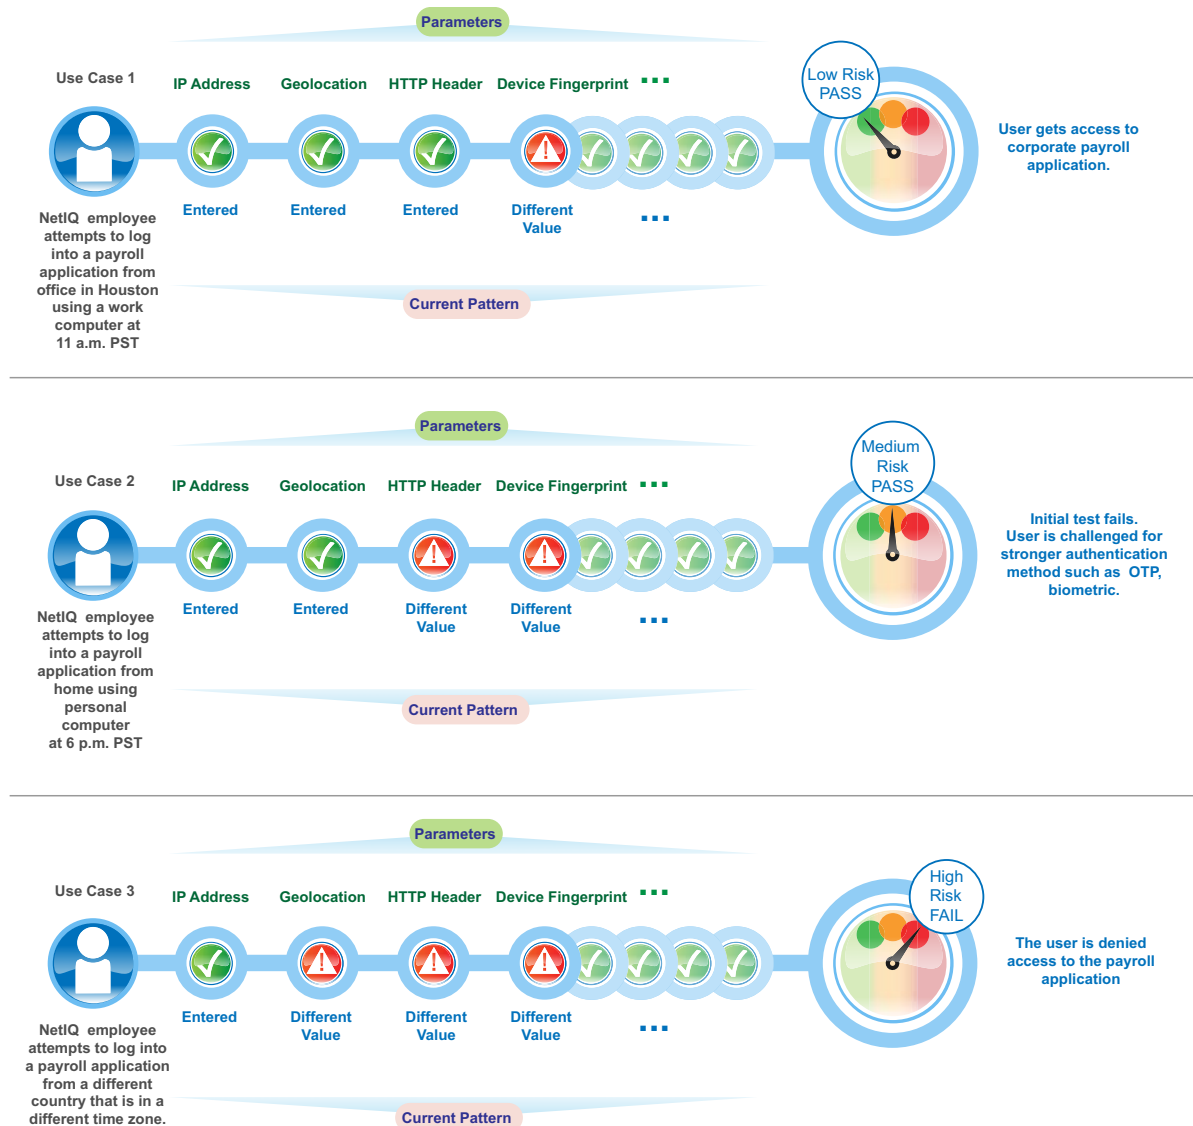 Parameters
Use Case 1
IP Address
Geolocation
HTTP Header
Device Fingerprint
...
Low Risk
PASS
Entered
Entered
Entered
Different
Value
...
User gets access to
corporate payroll
application.
NetIQ employee
attempts to log
into a payroll
application from
office in Houston
using a work
computer at
11 a.m. PST
Current Pattern
Parameters
Use Case 2
IP Address
Geolocation
HTTP Header
Device Fingerprint
...
Medium
Risk
PASS
Entered
Entered
Different
Value
Different
Value
...
Initial test fails.
User is challenged for
stronger authentication
method such as OTP,
biometric.
NetIQ employee
attempts to log
into a payroll
application from
home using
personal
computer
at 6 p.m. PST
Current Pattern
Parameters
Use Case 3
IP Address
Geolocation
HTTP Header
Device Fingerprint
...
High
Risk
FAIL
Entered
Different
Value
Different
Value
Different
Value
...
The user is denied
access to the payroll
application
NetIQ employee
attempts to log into
a payroll application
from a different
country that is in a
different time zone.
Current Pattern